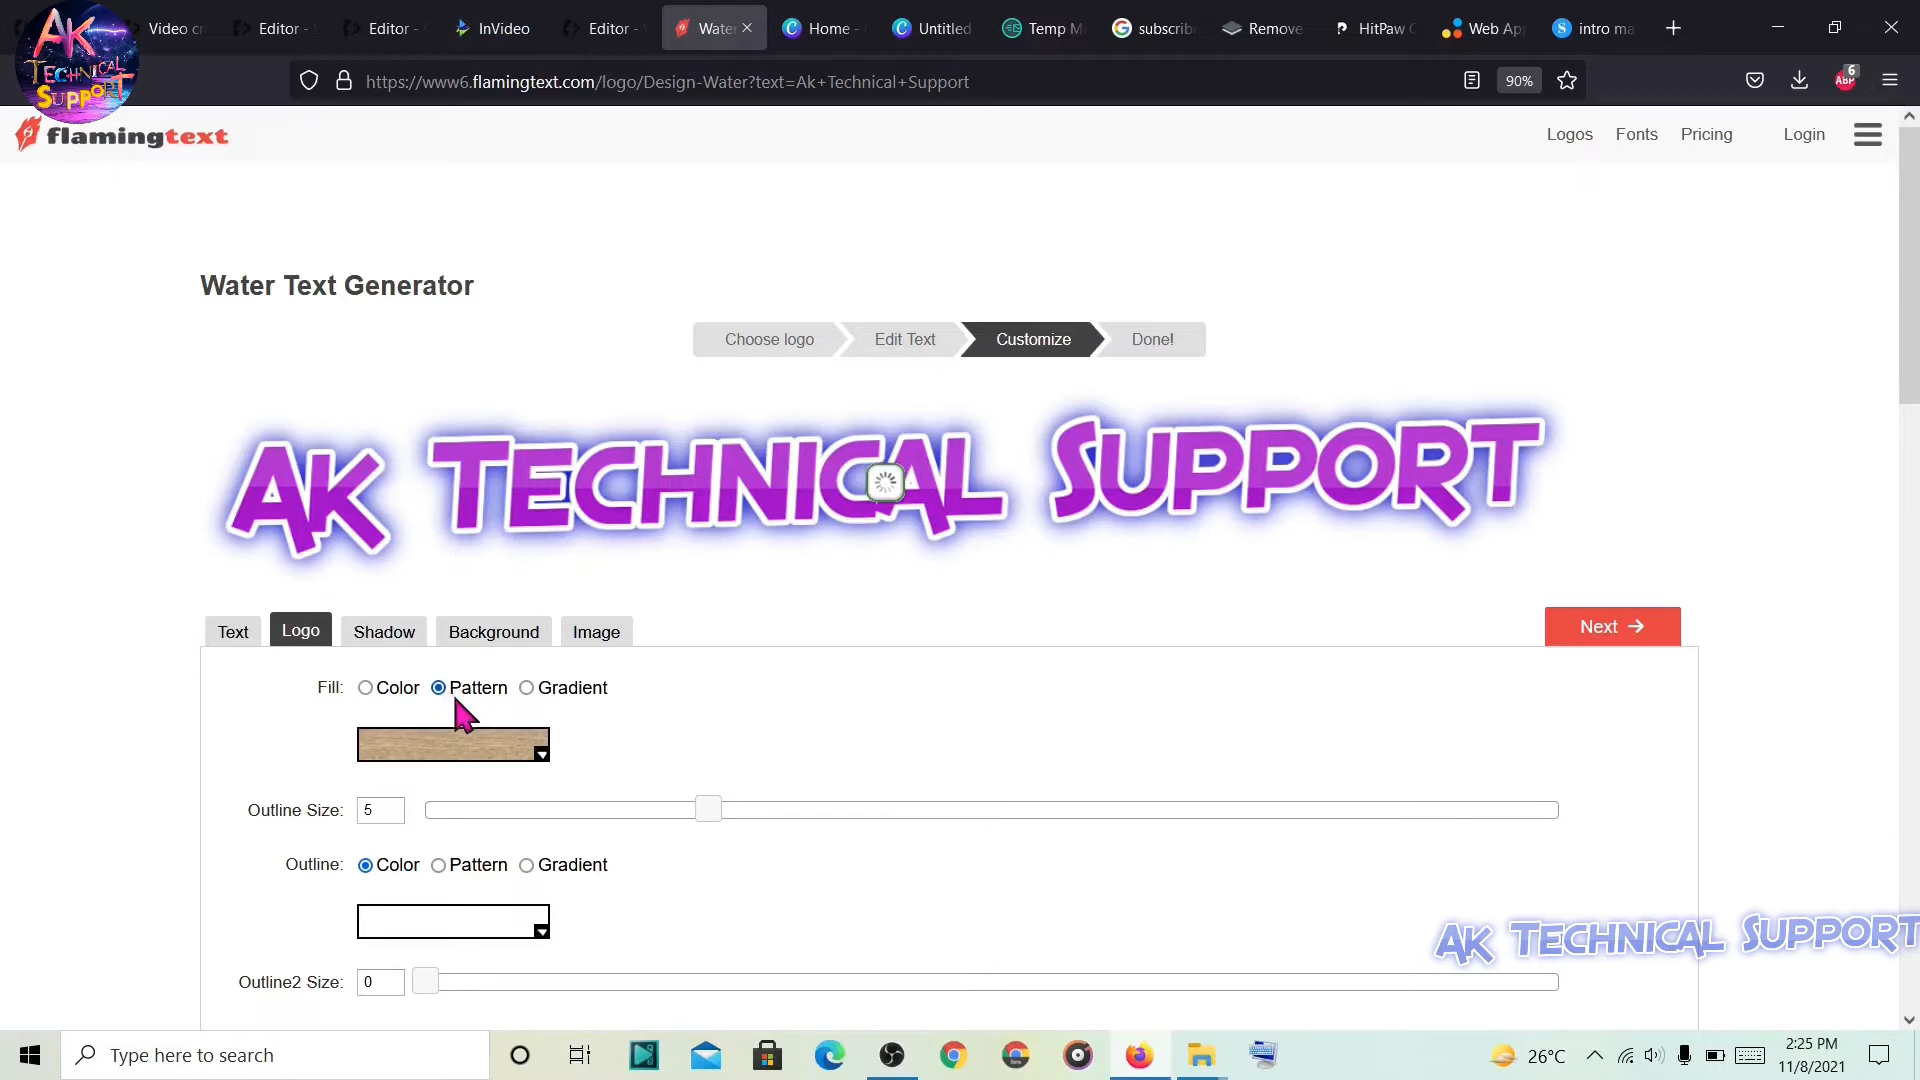 AK
TECHNICAL
SUPPORT
Video cr
Editor -
Editor -
InVideo
Editor -
Water
Home -
Untitled
Temp M
subscrib
Remove
HitPaw
Web Ap
intro ma
https://www6.flamingtext.com/logo/Design-Water?text=Ak+Technical+Support
90%
ABP
6
flamingtext
Logos
Fonts
Pricing
Login
Water Text Generator
Choose logo
Edit Text
Customize
Done!
AK TECHNICAL SUPPORT
Text
Logo
Shadow
Background
Image
Next
Fill:
Color
Pattern
Gradient
Outline Size:
5
Outline:
Color
Pattern
Gradient
AK TECHNICAL SUPPORT
Outline2 Size:
0
Type here to search
26°C
2:25 PM
11/8/2021